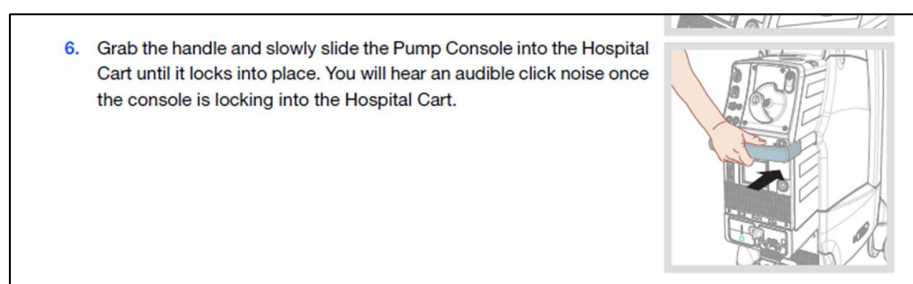 6. Grab the handle and slowly slide the Pump Console into the Hospital
Cart until it locks into place. You will hear an audible click noise once
the console is locking into the Hospital Cart.